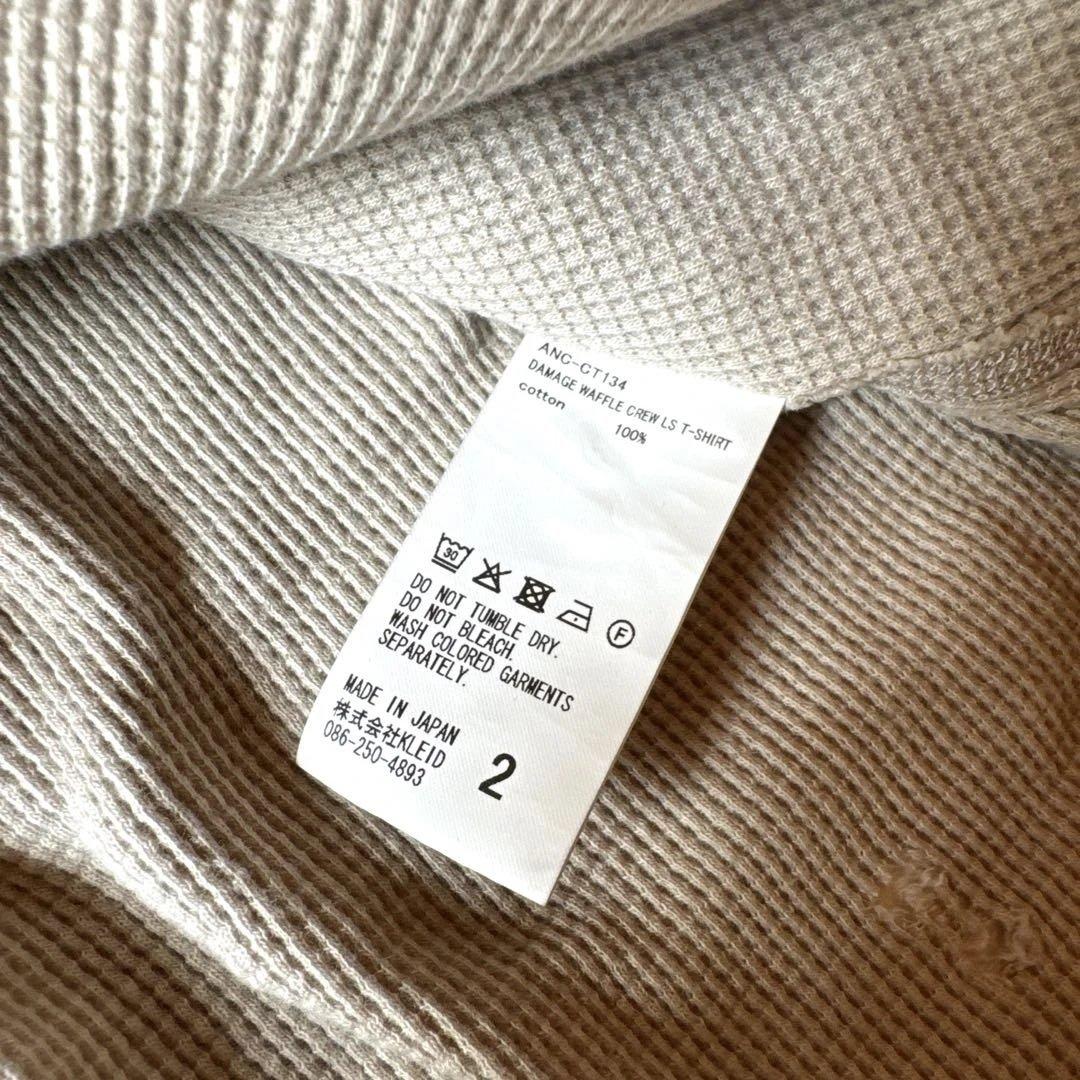 ANC-CT134
DAMAGE WAFFLE CREW LS T-SHIRT
cotton
100%
30
F
DO NOT TUMBLE DRY.
DO NOT BLEACH.
WASH COLORED GARMENTS
SEPARATELY.
MADE IN JAPAN
株式会社KLEID
086-250-4893
2